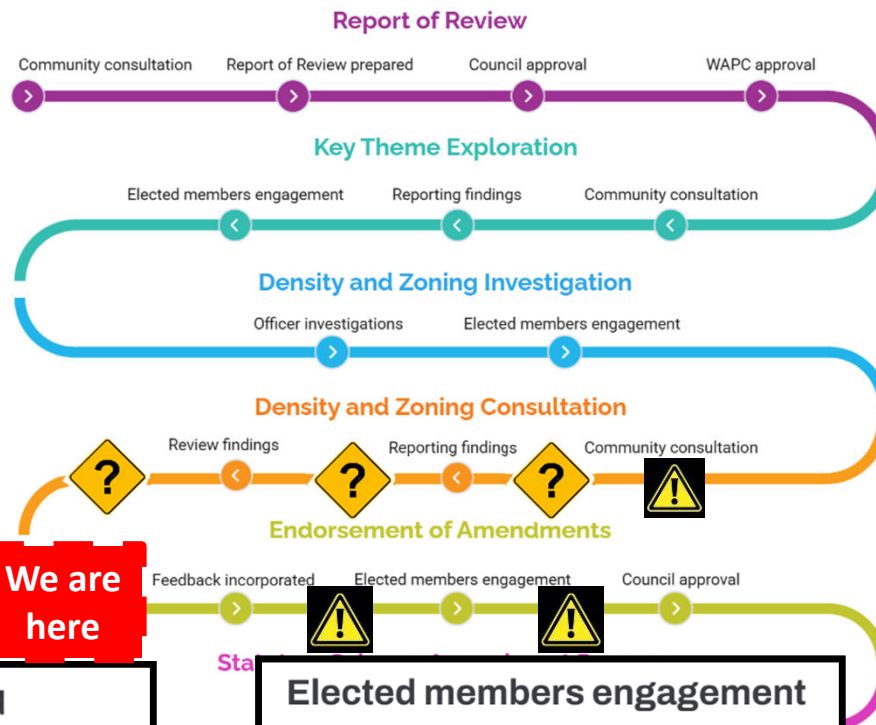 Report of Review
Community consultation Report of Review prepared Council approval WAPC approval
Key Theme Exploration
Elected members engagement Reporting findings Community consultation
Density and Zoning Investigation
Officer investigations Elected members engagement
Density and Zoning Consultation
Review findings Reporting findings Community consultation
? ? ?
Endorsement of Amendments
We are
here
Feedback incorporated Elected members engagement Council approval
Elected members engagement